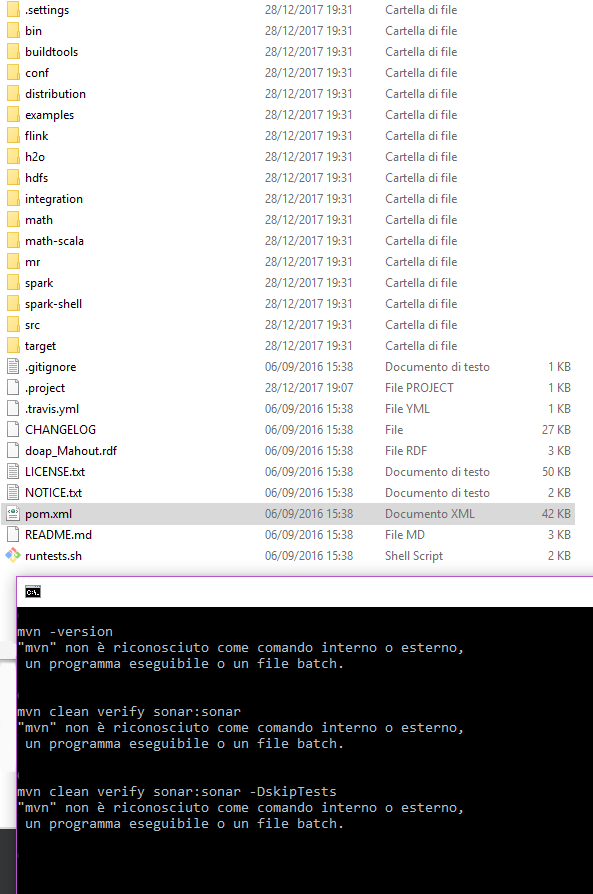 .settings 28/12/2017 19:31 Cartella di file
bin 28/12/2017 19:31 Cartella di file
buildtools 28/12/2017 19:31 Cartella di file
conf 28/12/2017 19:31 Cartella di file
distribution 28/12/2017 19:31 Cartella di file
examples 28/12/2017 19:31 Cartella di file
flink 28/12/2017 19:31 Cartella di file
h2o 28/12/2017 19:31 Cartella di file
hdfs 28/12/2017 19:31 Cartella di file
integration 28/12/2017 19:31 Cartella di file
math 28/12/2017 19:31 Cartella di file
math-scala 28/12/2017 19:31 Cartella di file
mr 28/12/2017 19:31 Cartella di file
spark 28/12/2017 19:31 Cartella di file
spark-shell 28/12/2017 19:31 Cartella di file
src 28/12/2017 19:31 Cartella di file
target 28/12/2017 19:31 Cartella di file
.gitignore 06/09/2016 15:38 Documento di testo 1 KB
.project 28/12/2017 19:07 File PROJECT 1 KB
.travis.yml 06/09/2016 15:38 File YML 1 KB
CHANGELOG 06/09/2016 15:38 File 27 KB
doap_Mahout.rdf 06/09/2016 15:38 File RDF 3 KB
LICENSE.txt 06/09/2016 15:38 Documento di testo 50 KB
NOTICE.txt 06/09/2016 15:38 Documento di testo 2 KB
pom.xml 06/09/2016 15:38 Documento XML 42 KB
README.md 06/09/2016 15:38 File MD 3 KB
runtests.sh 06/09/2016 15:38 Shell Script 2 KB
C:\.
mvn -version
"mvn" non è riconosciuto come comando interno o esterno,
un programma eseguibile o un file batch.
mvn clean verify sonar:sonar
"mvn" non è riconosciuto come comando interno o esterno,
un programma eseguibile o un file batch.
mvn clean verify sonar:sonar -DskipTests
"mvn" non è riconosciuto come comando interno o esterno,
un programma eseguibile o un file batch.